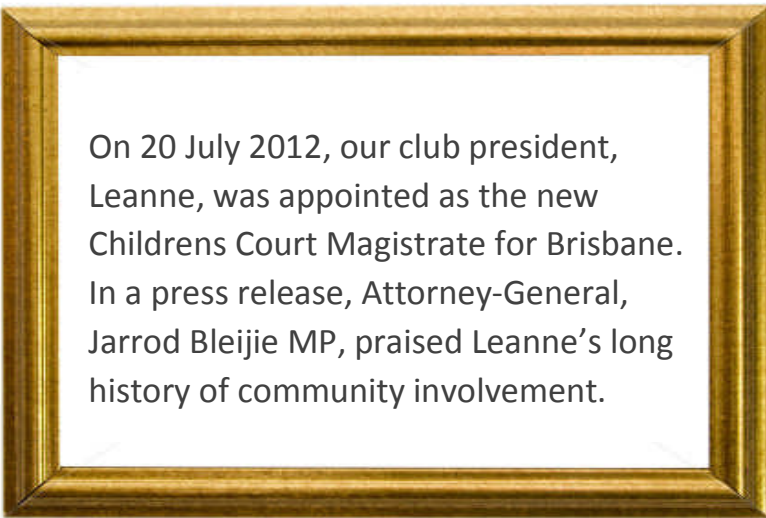 On 20 July 2012, our club president,
Leanne, was appointed as the new
Childrens Court Magistrate for Brisbane.
In a press release, Attorney-General,
Jarrod Bleijie MP, praised Leanne’s long
history of community involvement.